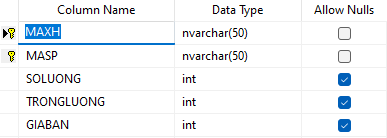 Column Name Data Type Allow Nulls
MAXH nvarchar(50)
MASP nvarchar(50)
SOLUONG int
TRONGLUONG int
GIABAN int